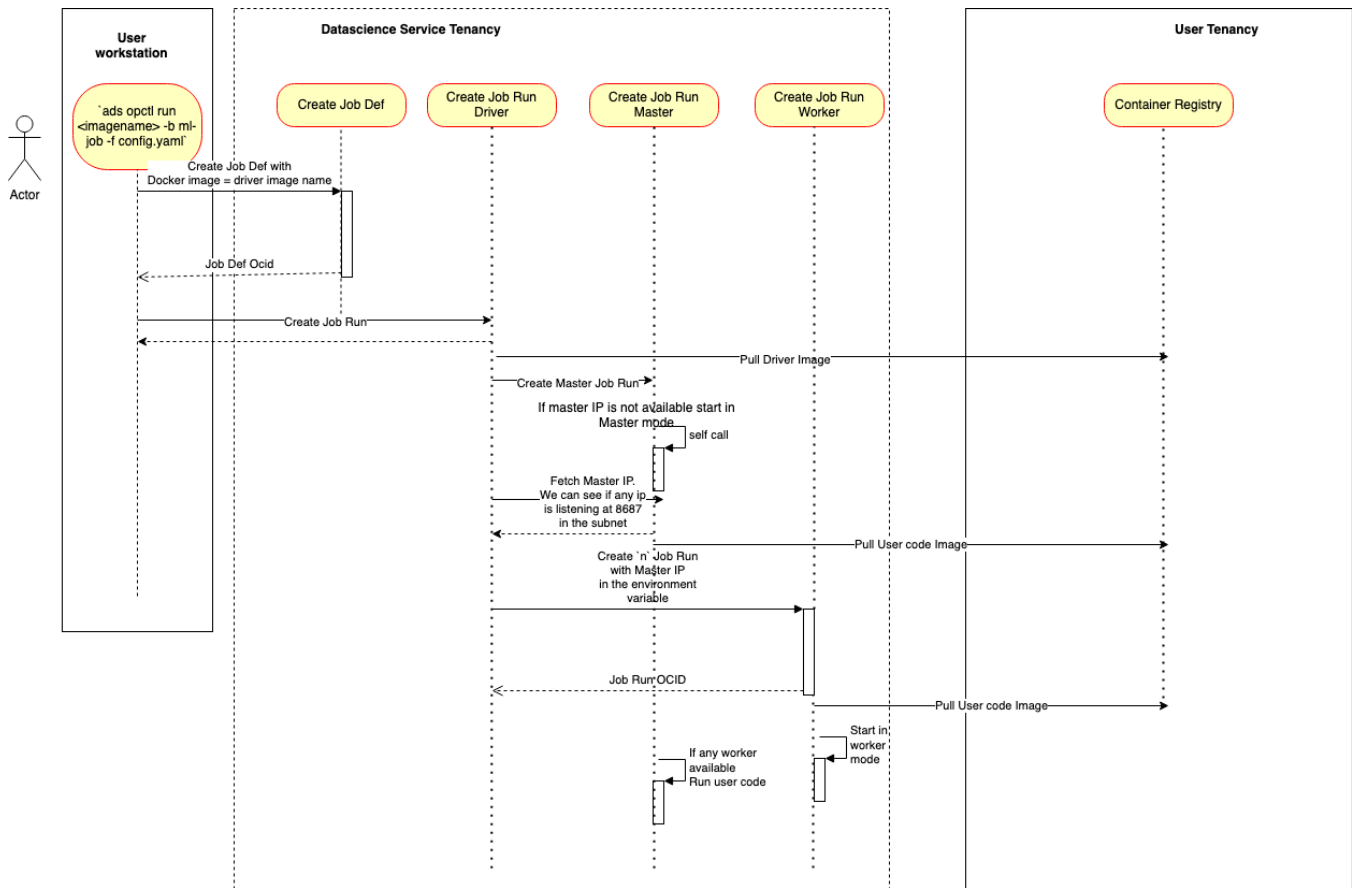 User
workstation
Datascience Service Tenancy
User Tenancy
`ads opctl run
<imagename> -b ml-
job -f config.yaml`
Create Job Def
Create Job Run
Driver
Create Job Run
Master
Create Job Run
Worker
Container Registry
Actor
Create Job Def with
Docker image = driver image name
Job Def Ocid
Create Job Run
Pull Driver Image
Create Master Job Run
If master IP is not available start in
Master mode
self call
Fetch Master IP.
We can see if any ip
is listening at 8687
in the subnet
Pull User code Image
Create `n` Job Run
with Master IP
in the environment
variable
Job Run OCID
Pull User code Image
Start in
worker
mode
If any worker
available
Run user code